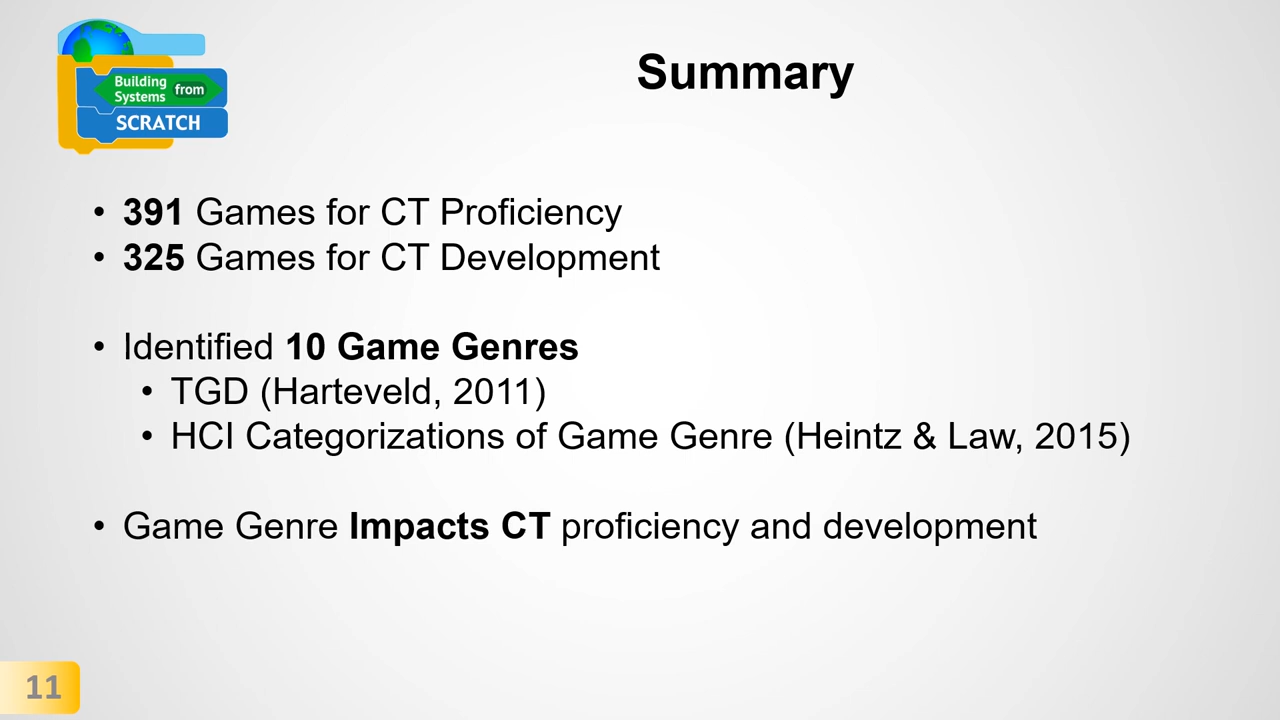 Building
Systems from
SCRATCH
Summary
• 391 Games for CT Proficiency
• 325 Games for CT Development
• Identified 10 Game Genres
• TGD (Harteveld, 2011)
• HCI Categorizations of Game Genre (Heintz & Law, 2015)
• Game Genre Impacts CT proficiency and development
11